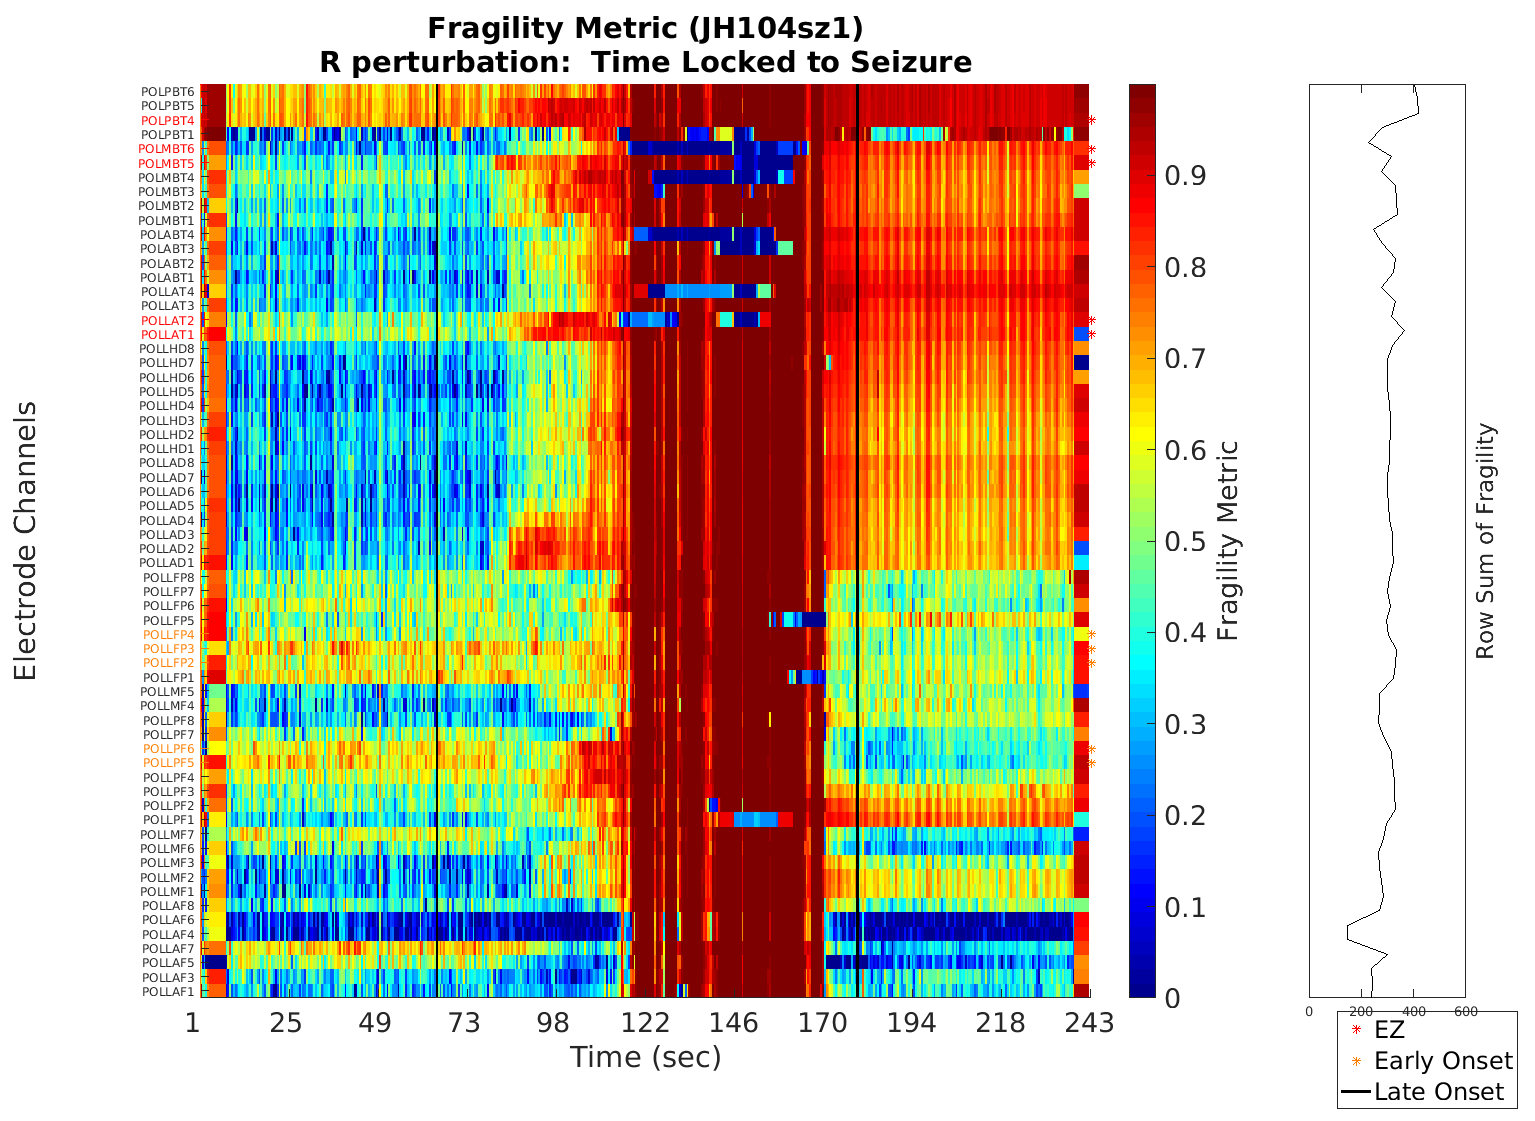 Fragility Metric (JH104sz1)
R perturbation:  Time Locked to Seizure
Electrode Channels
POLPBT6
POLPBT5
POLPBT4
POLPBT1
POLMBT6
POLMBT5
POLMBT4
POLMBT3
POLMBT2
POLMBT1
POLABT4
POLABT3
POLABT2
POLABT1
POLLAT4
POLLAT3
POLLAT2
POLLAT1
POLLHD8
POLLHD7
POLLHD6
POLLHD5
POLLHD4
POLLHD3
POLLHD2
POLLHD1
POLLAD8
POLLAD7
POLLAD6
POLLAD5
POLLAD4
POLLAD3
POLLAD2
POLLAD1
POLLFP8
POLLFP7
POLLFP6
POLLFP5
POLLFP4
POLLFP3
POLLFP2
POLLFP1
POLLMF5
POLLMF4
POLLPF8
POLLPF7
POLLPF6
POLLPF5
POLLPF4
POLLPF3
POLLPF2
POLLPF1
POLLMF7
POLLMF6
POLLMF3
POLLMF2
POLLMF1
POLLAF8
POLLAF6
POLLAF4
POLLAF7
POLLAF5
POLLAF3
POLLAF1
1 25 49 73 98 122 146 170 194 218 243
Time (sec)
0.9
0.8
0.7
0.6
0.5
0.4
0.3
0.2
0.1
0
Fragility Metric
0 200 400 600
Row Sum of Fragility
EZ
Early Onset
Late Onset